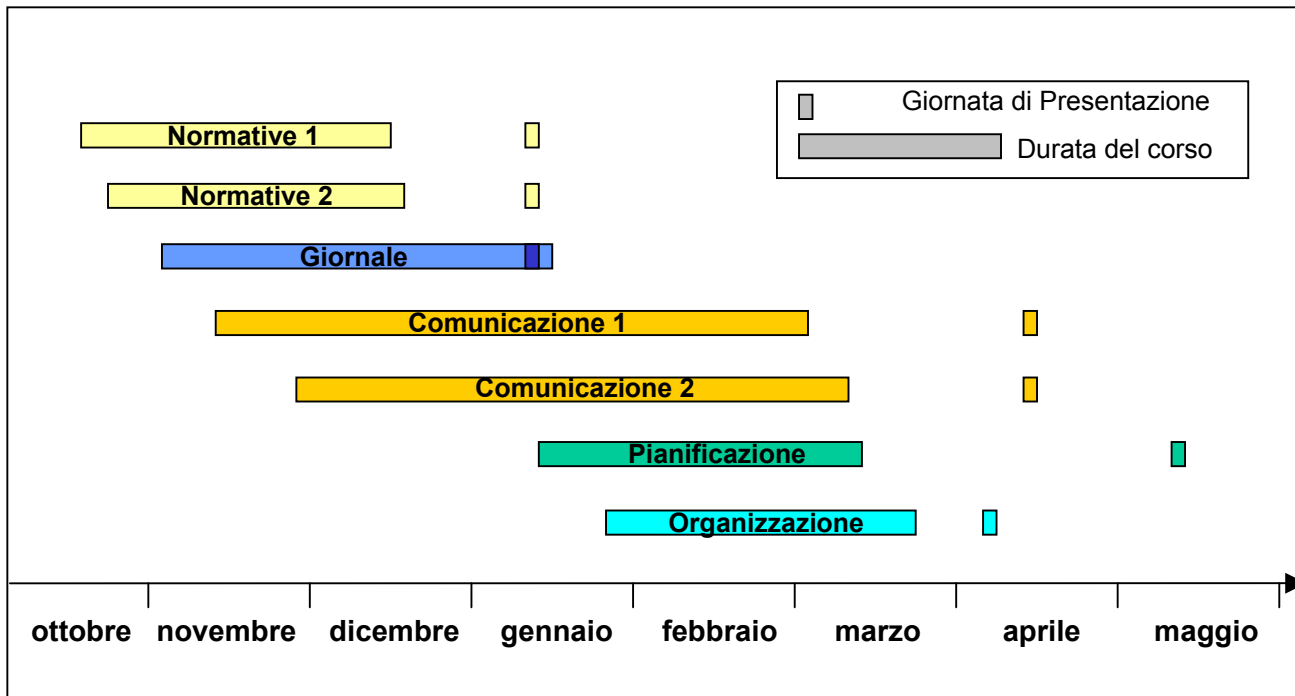 Giornata di Presentazione
Durata del corso
Normative 1
Normative 2
Giornale
Comunicazione 1
Comunicazione 2
Pianificazione
Organizzazione
ottobre novembre dicembre gennaio febbraio marzo aprile maggio